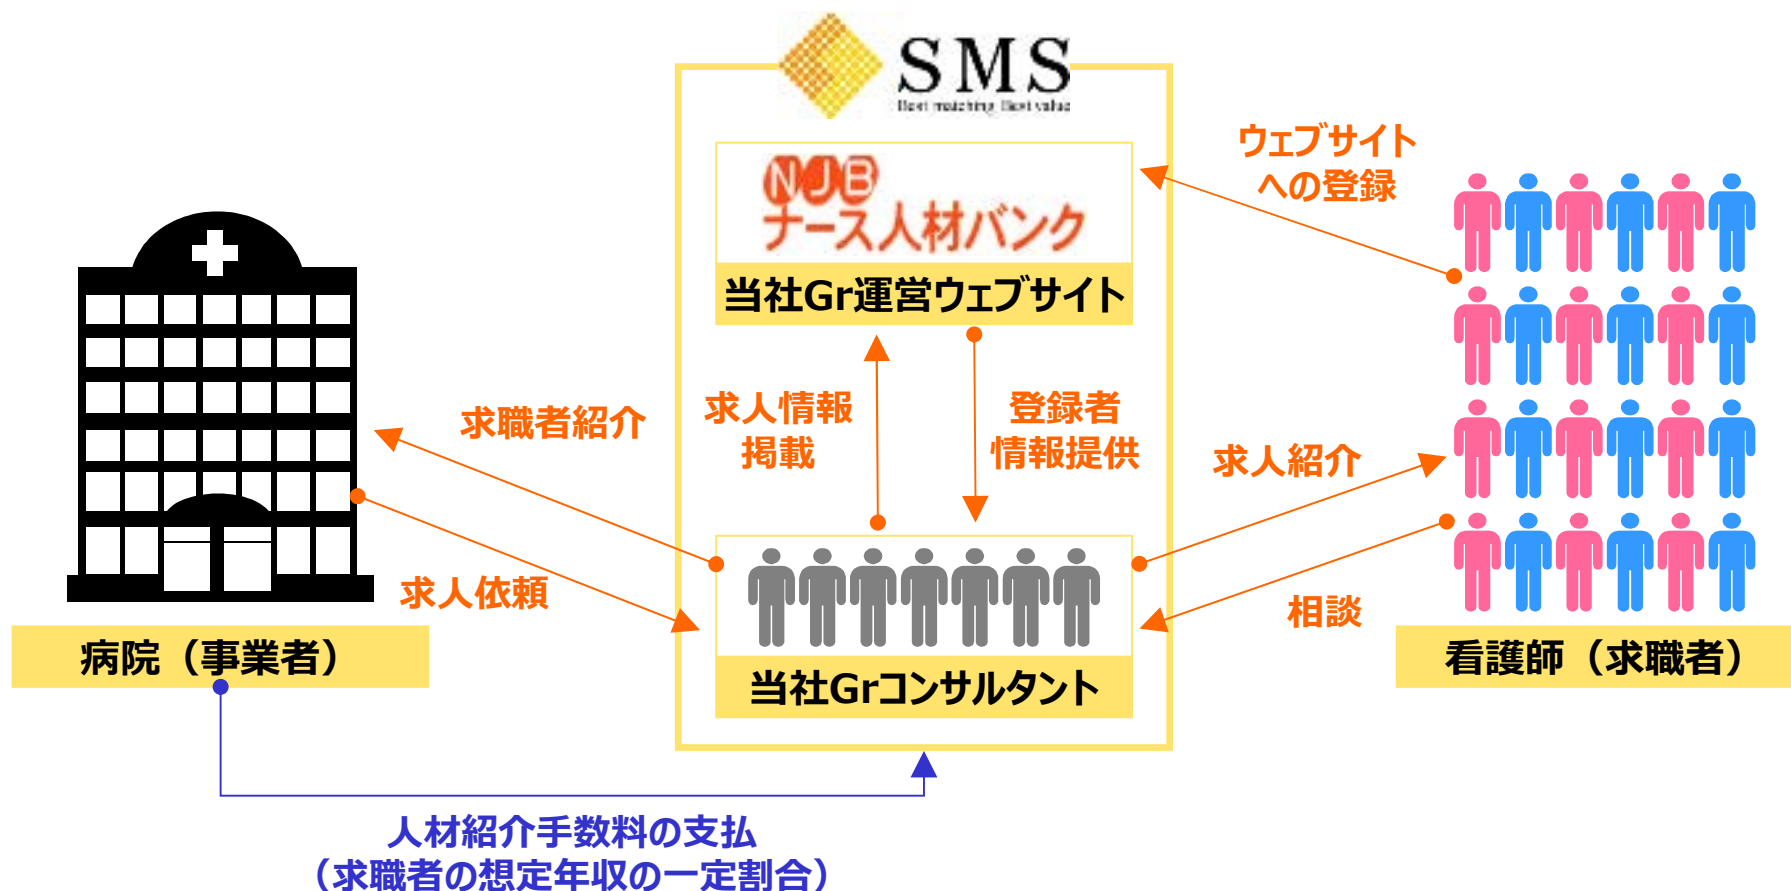 SMS
Best matching Best value
NJB
ナース人材バンク
当社Gr運営ウェブサイト
ウェブサイト
への登録
求職者紹介
求人情報
掲載
登録者
情報提供
求人紹介
求人依頼
相談
病院（事業者）
当社Grコンサルタント
看護師（求職者）
人材紹介手数料の支払
（求職者の想定年収の一定割合）